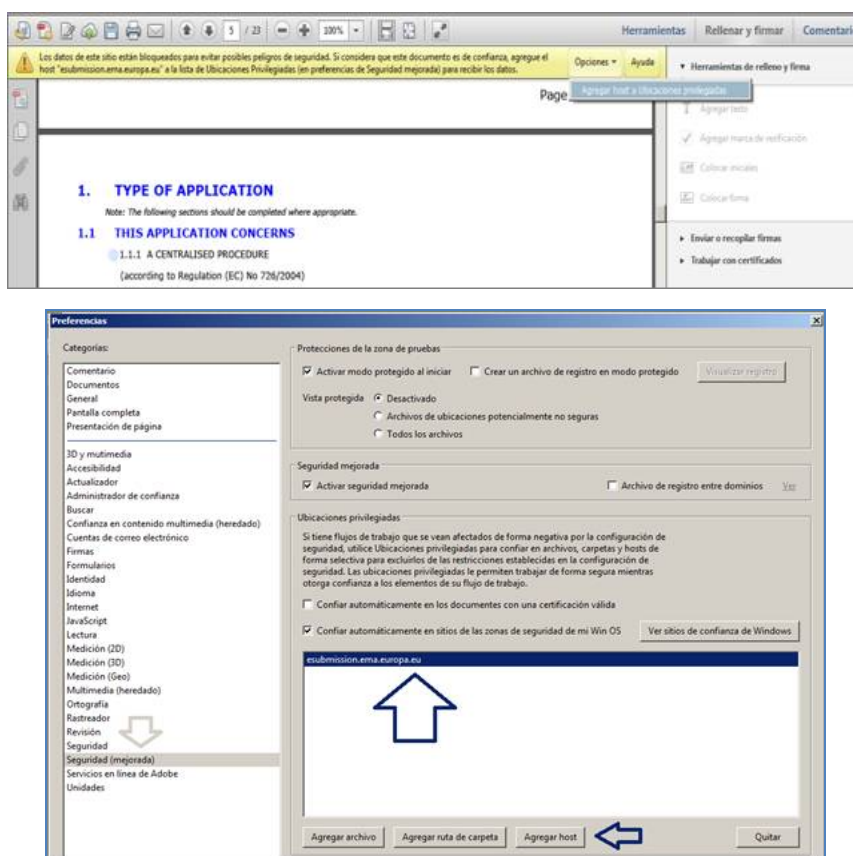 5 / 23
100%
Herramientas Rellenar y firmar Comentario
Los datos de este sitio están bloqueados para evitar posibles peligros de seguridad. Si considera que este documento es de confianza, agregue el
host "esubmission.ema.europa.eu" a la lista de Ubicaciones Privilegiadas (en preferencias de Seguridad mejorada) para recibir los datos.
Opciones Ayuda
Herramientas de relleno y firma
Agregar host a Ubicaciones privilegiadas
Page
Agregar texto
Agregar marca de verificación
Colocar iniciales
Colocar firma
Enviar o recopilar firmas
Trabajar con certificados
1. TYPE OF APPLICATION
Note: The following sections should be completed where appropriate.
1.1 THIS APPLICATION CONCERNS
1.1.1 A CENTRALISED PROCEDURE
(according to Regulation (EC) No 726/2004)
Preferencias
Categorías:
Comentario
Documentos
General
Pantalla completa
Presentación de página
3D y mutimedia
Accesibilidad
Actualizador
Administrador de confianza
Buscar
Confianza en contenido multimedia (heredado)
Cuentas de correo electrónico
Firmas
Formularios
Identidad
Idioma
Internet
JavaScript
Lectura
Medición (2D)
Medición (3D)
Medición (Geo)
Multimedia (heredado)
Ortografía
Rastreador
Revisión
Seguridad
Seguridad (mejorada)
Servicios en línea de Adobe
Unidades
Protecciones de la zona de pruebas
Activar modo protegido al iniciar Crear un archivo de registro en modo protegido Visualizar registro
Vista protegida Desactivado
Archivos de ubicaciones potencialmente no seguras
Todos los archivos
Seguridad mejorada
Activar seguridad mejorada Archivo de registro entre dominios Ver
Ubicaciones privilegiadas
Si tiene flujos de trabajo que se vean afectados de forma negativa por la configuración de
seguridad, utilice Ubicaciones privilegiadas para confiar en archivos, carpetas y hosts de
forma selectiva para excluirlos de las restricciones establecidas en la configuración de
seguridad. Las ubicaciones privilegiadas le permiten trabajar de forma segura mientras
otorga confianza a los elementos de su flujo de trabajo.
Confiar automáticamente en los documentes con una certificación válida
Confiar automáticamente en sitios de las zonas de seguridad de mi Win OS Ver sitios de confianza de Windows
esubmission.ema.europa.eu
Agregar archivo Agregar ruta de carpeta Agregar host Quitar